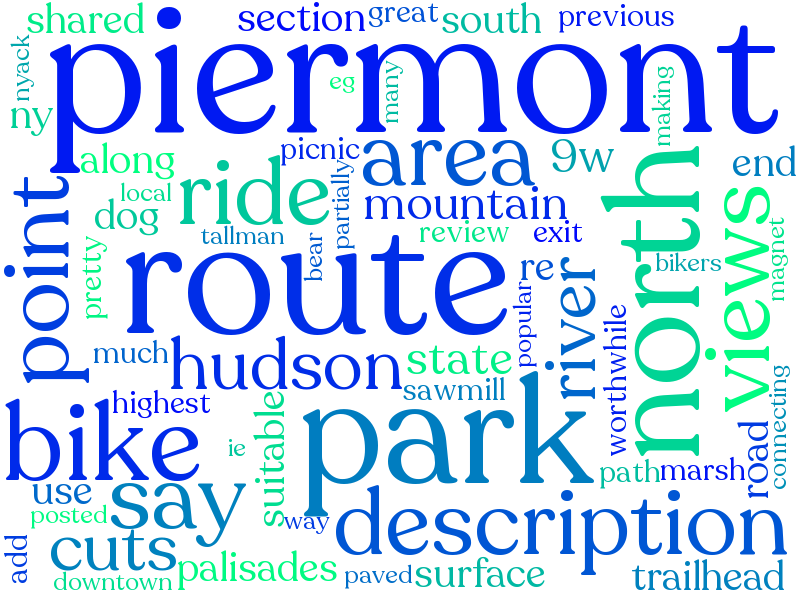 shared
section
great
south
previous
nyack
piermont
eg
many
making
ny
along
picnic
area
9w
end
ride
north
local
dog
mountain
point
partially
tallman
review
exit
views
magnet
pretty
route
bear
re
bikers
river
popular
much
hudson
state
worthwhile
sawmill
connecting
highest
suitable
park
bike
ie
road
path
marsh
use
say
posted
way
description
add
cuts
downtown
palisades
paved
surface
trailhead